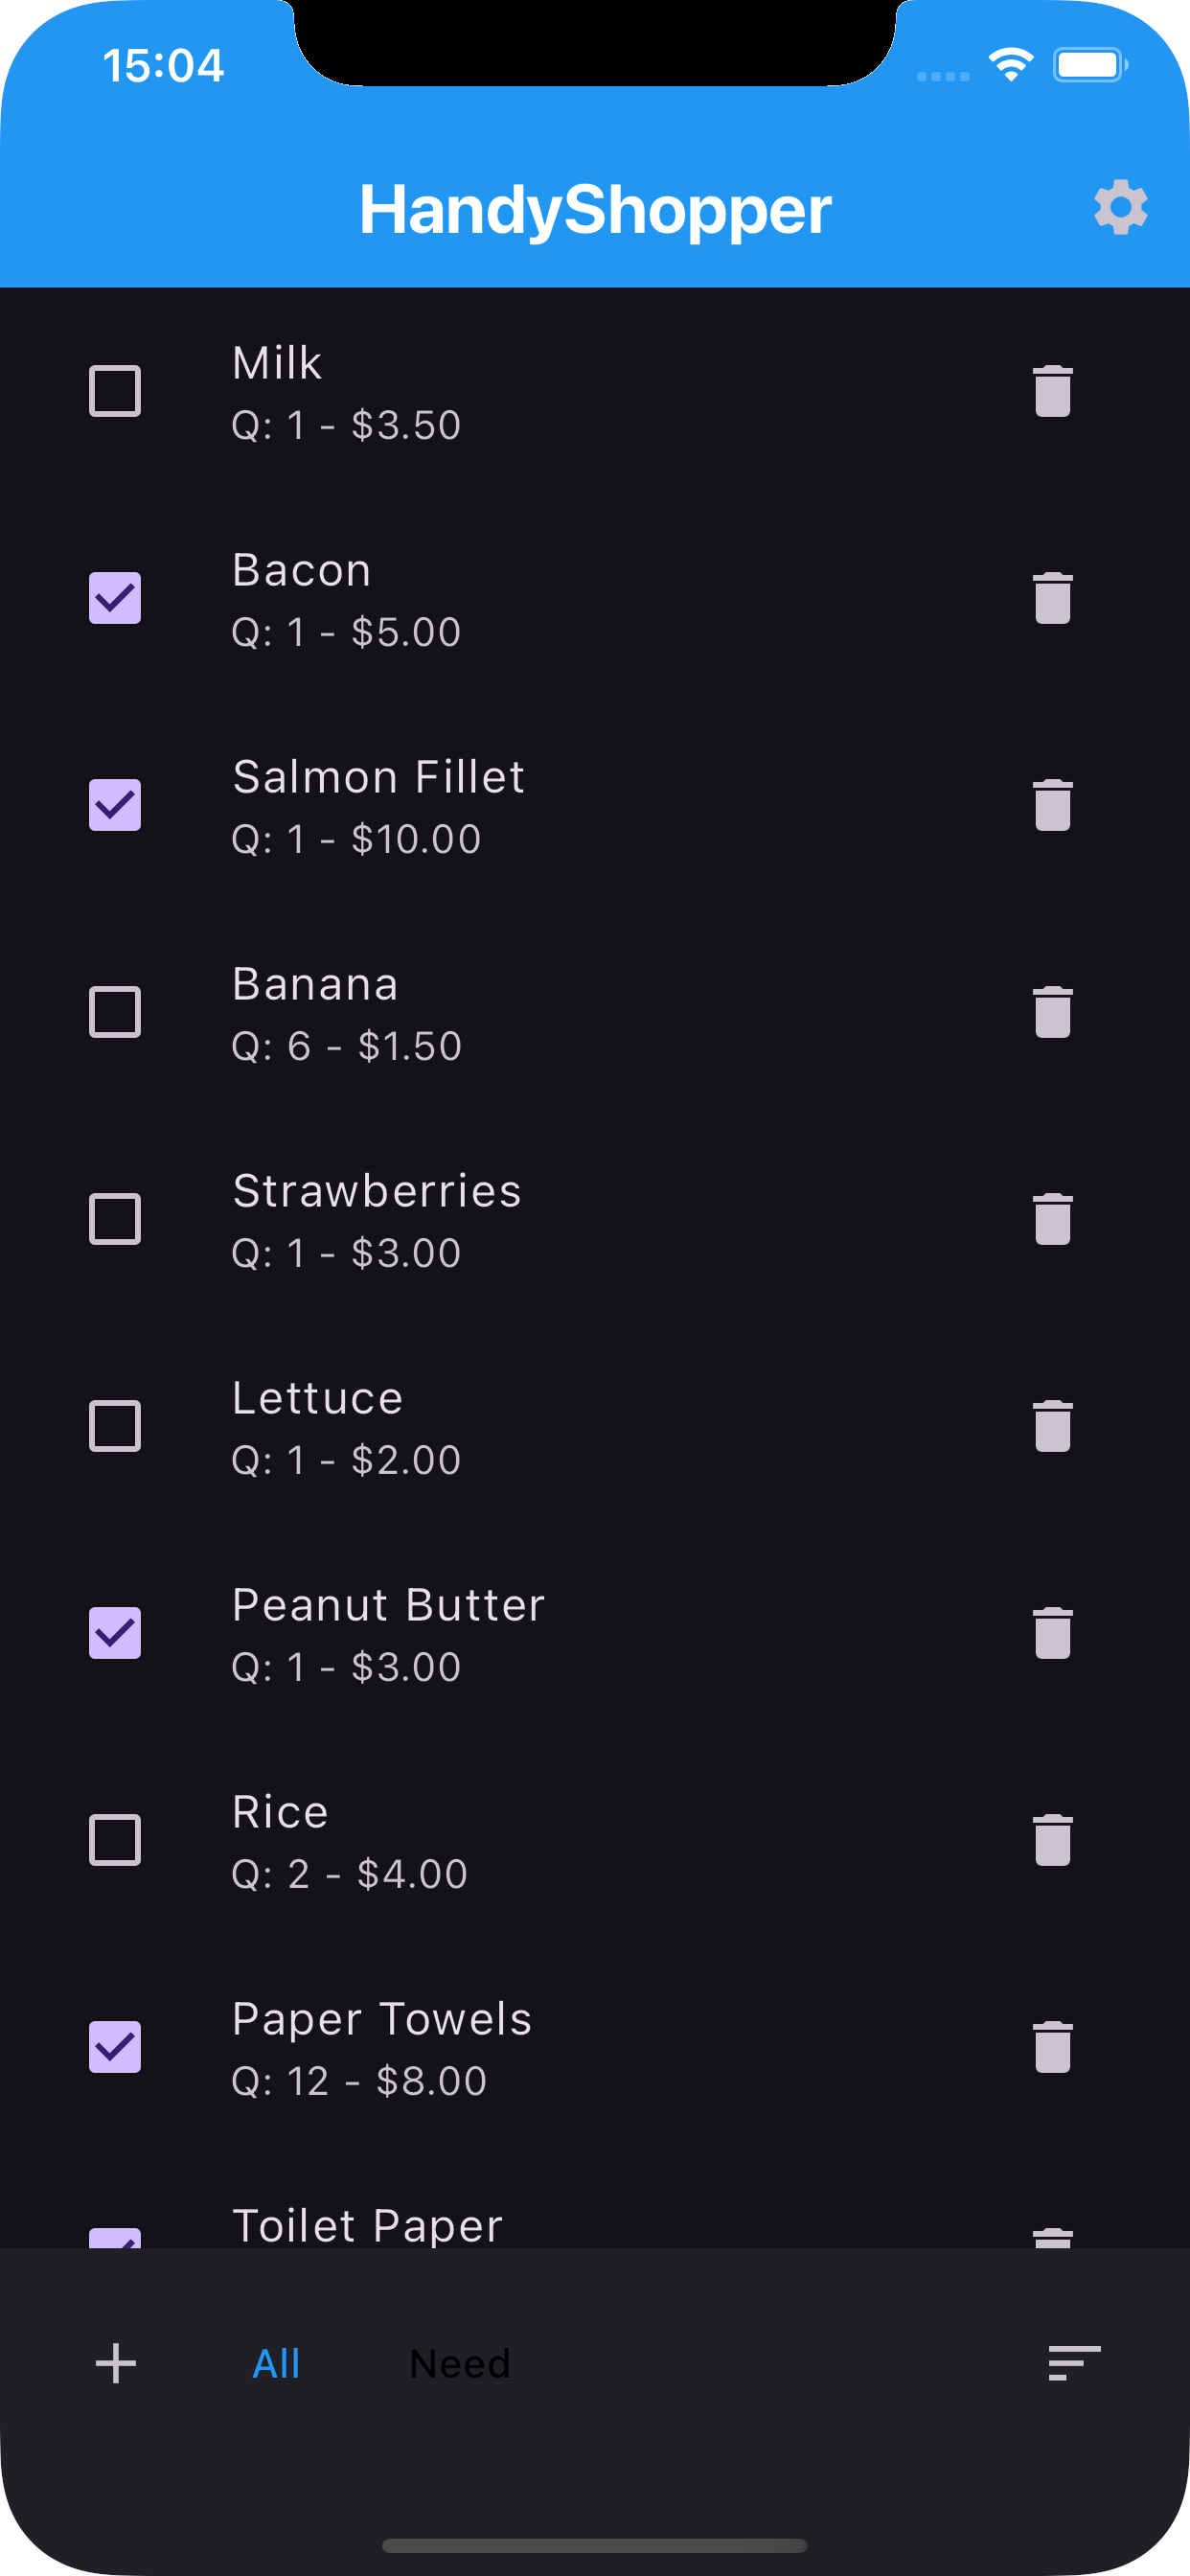 15:04
HandyShopper
Milk
Q: 1 - $3.50
Bacon
Q: 1 - $5.00
Salmon Fillet
Q: 1 - $10.00
Banana
Q: 6 - $1.50
Strawberries
Q: 1 - $3.00
Lettuce
Q: 1 - $2.00
Peanut Butter
Q: 1 - $3.00
Rice
Q: 2 - $4.00
Paper Towels
Q: 12 - $8.00
Toilet Paper
All Need